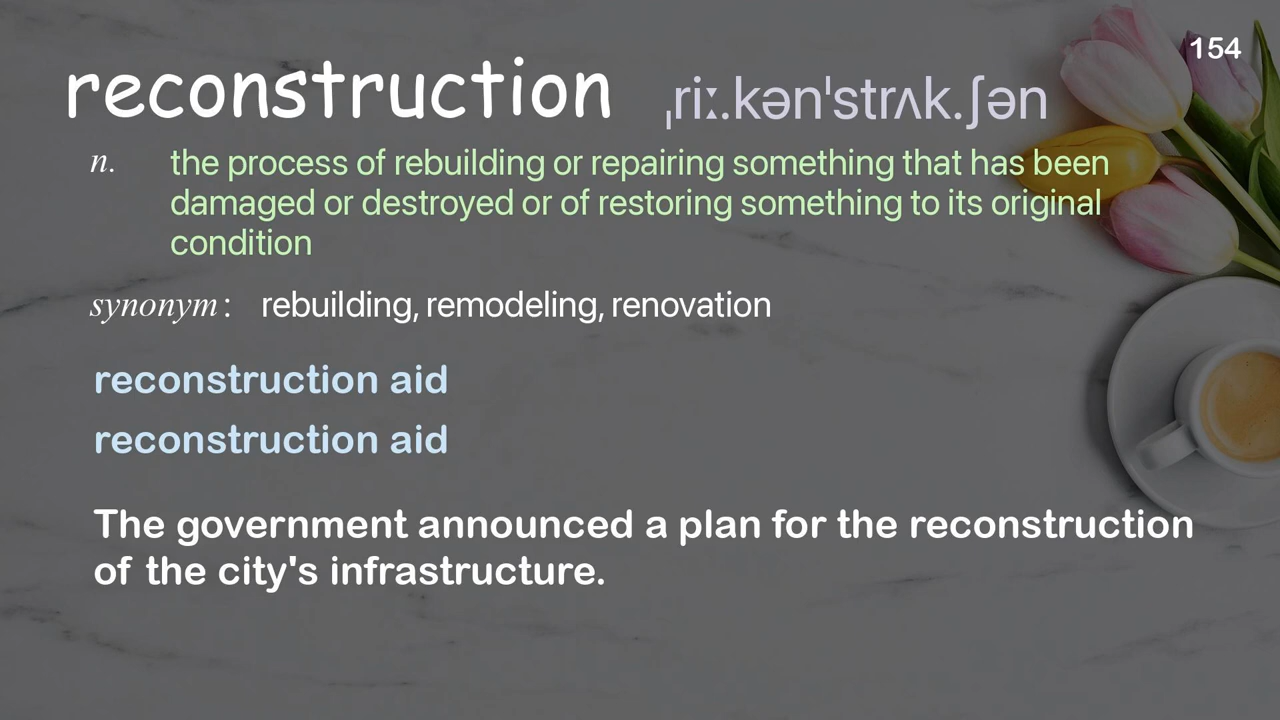 154
reconstruction ˌriː.kən'strʌk.ʃən
n. the process of rebuilding or repairing something that has been
damaged or destroyed or of restoring something to its original
condition
synonym : rebuilding, remodeling, renovation
reconstruction aid
reconstruction aid
The government announced a plan for the reconstruction
of the city's infrastructure.